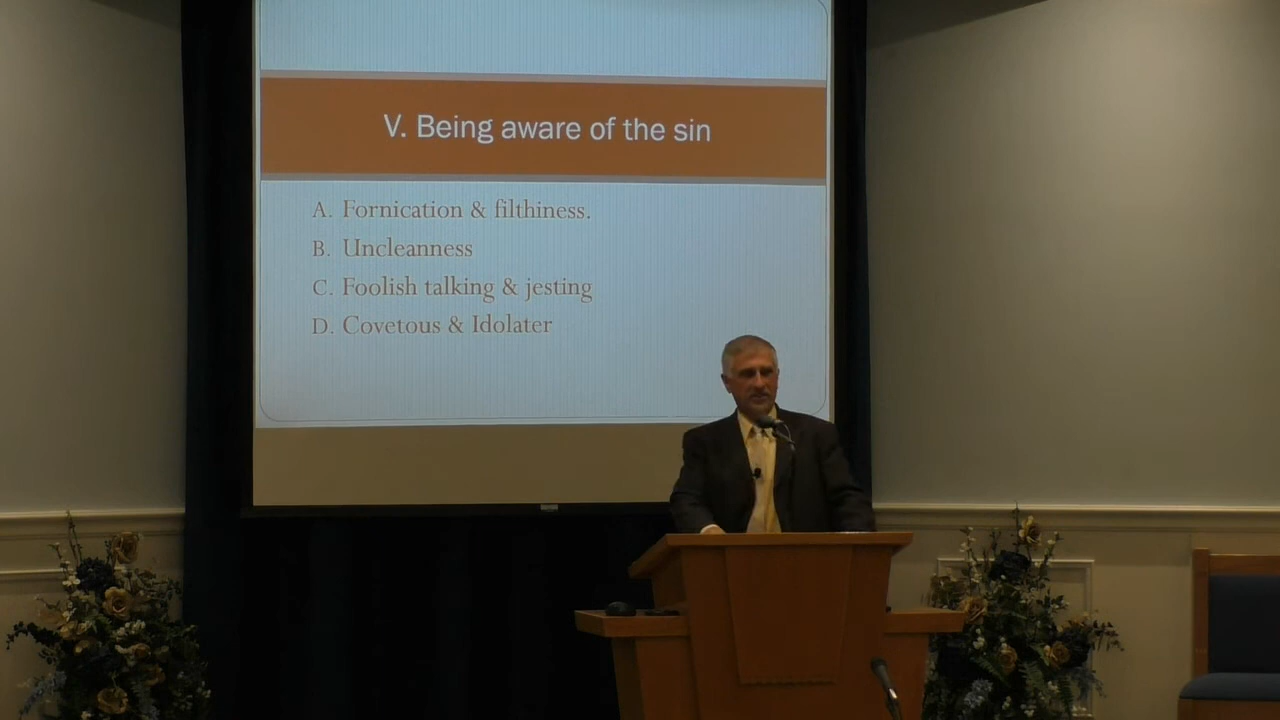 V. Being aware of the sin
A. Fornication & filthiness.
B. Uncleanness
C. Foolish talking & jesting
D. Covetous & Idolater